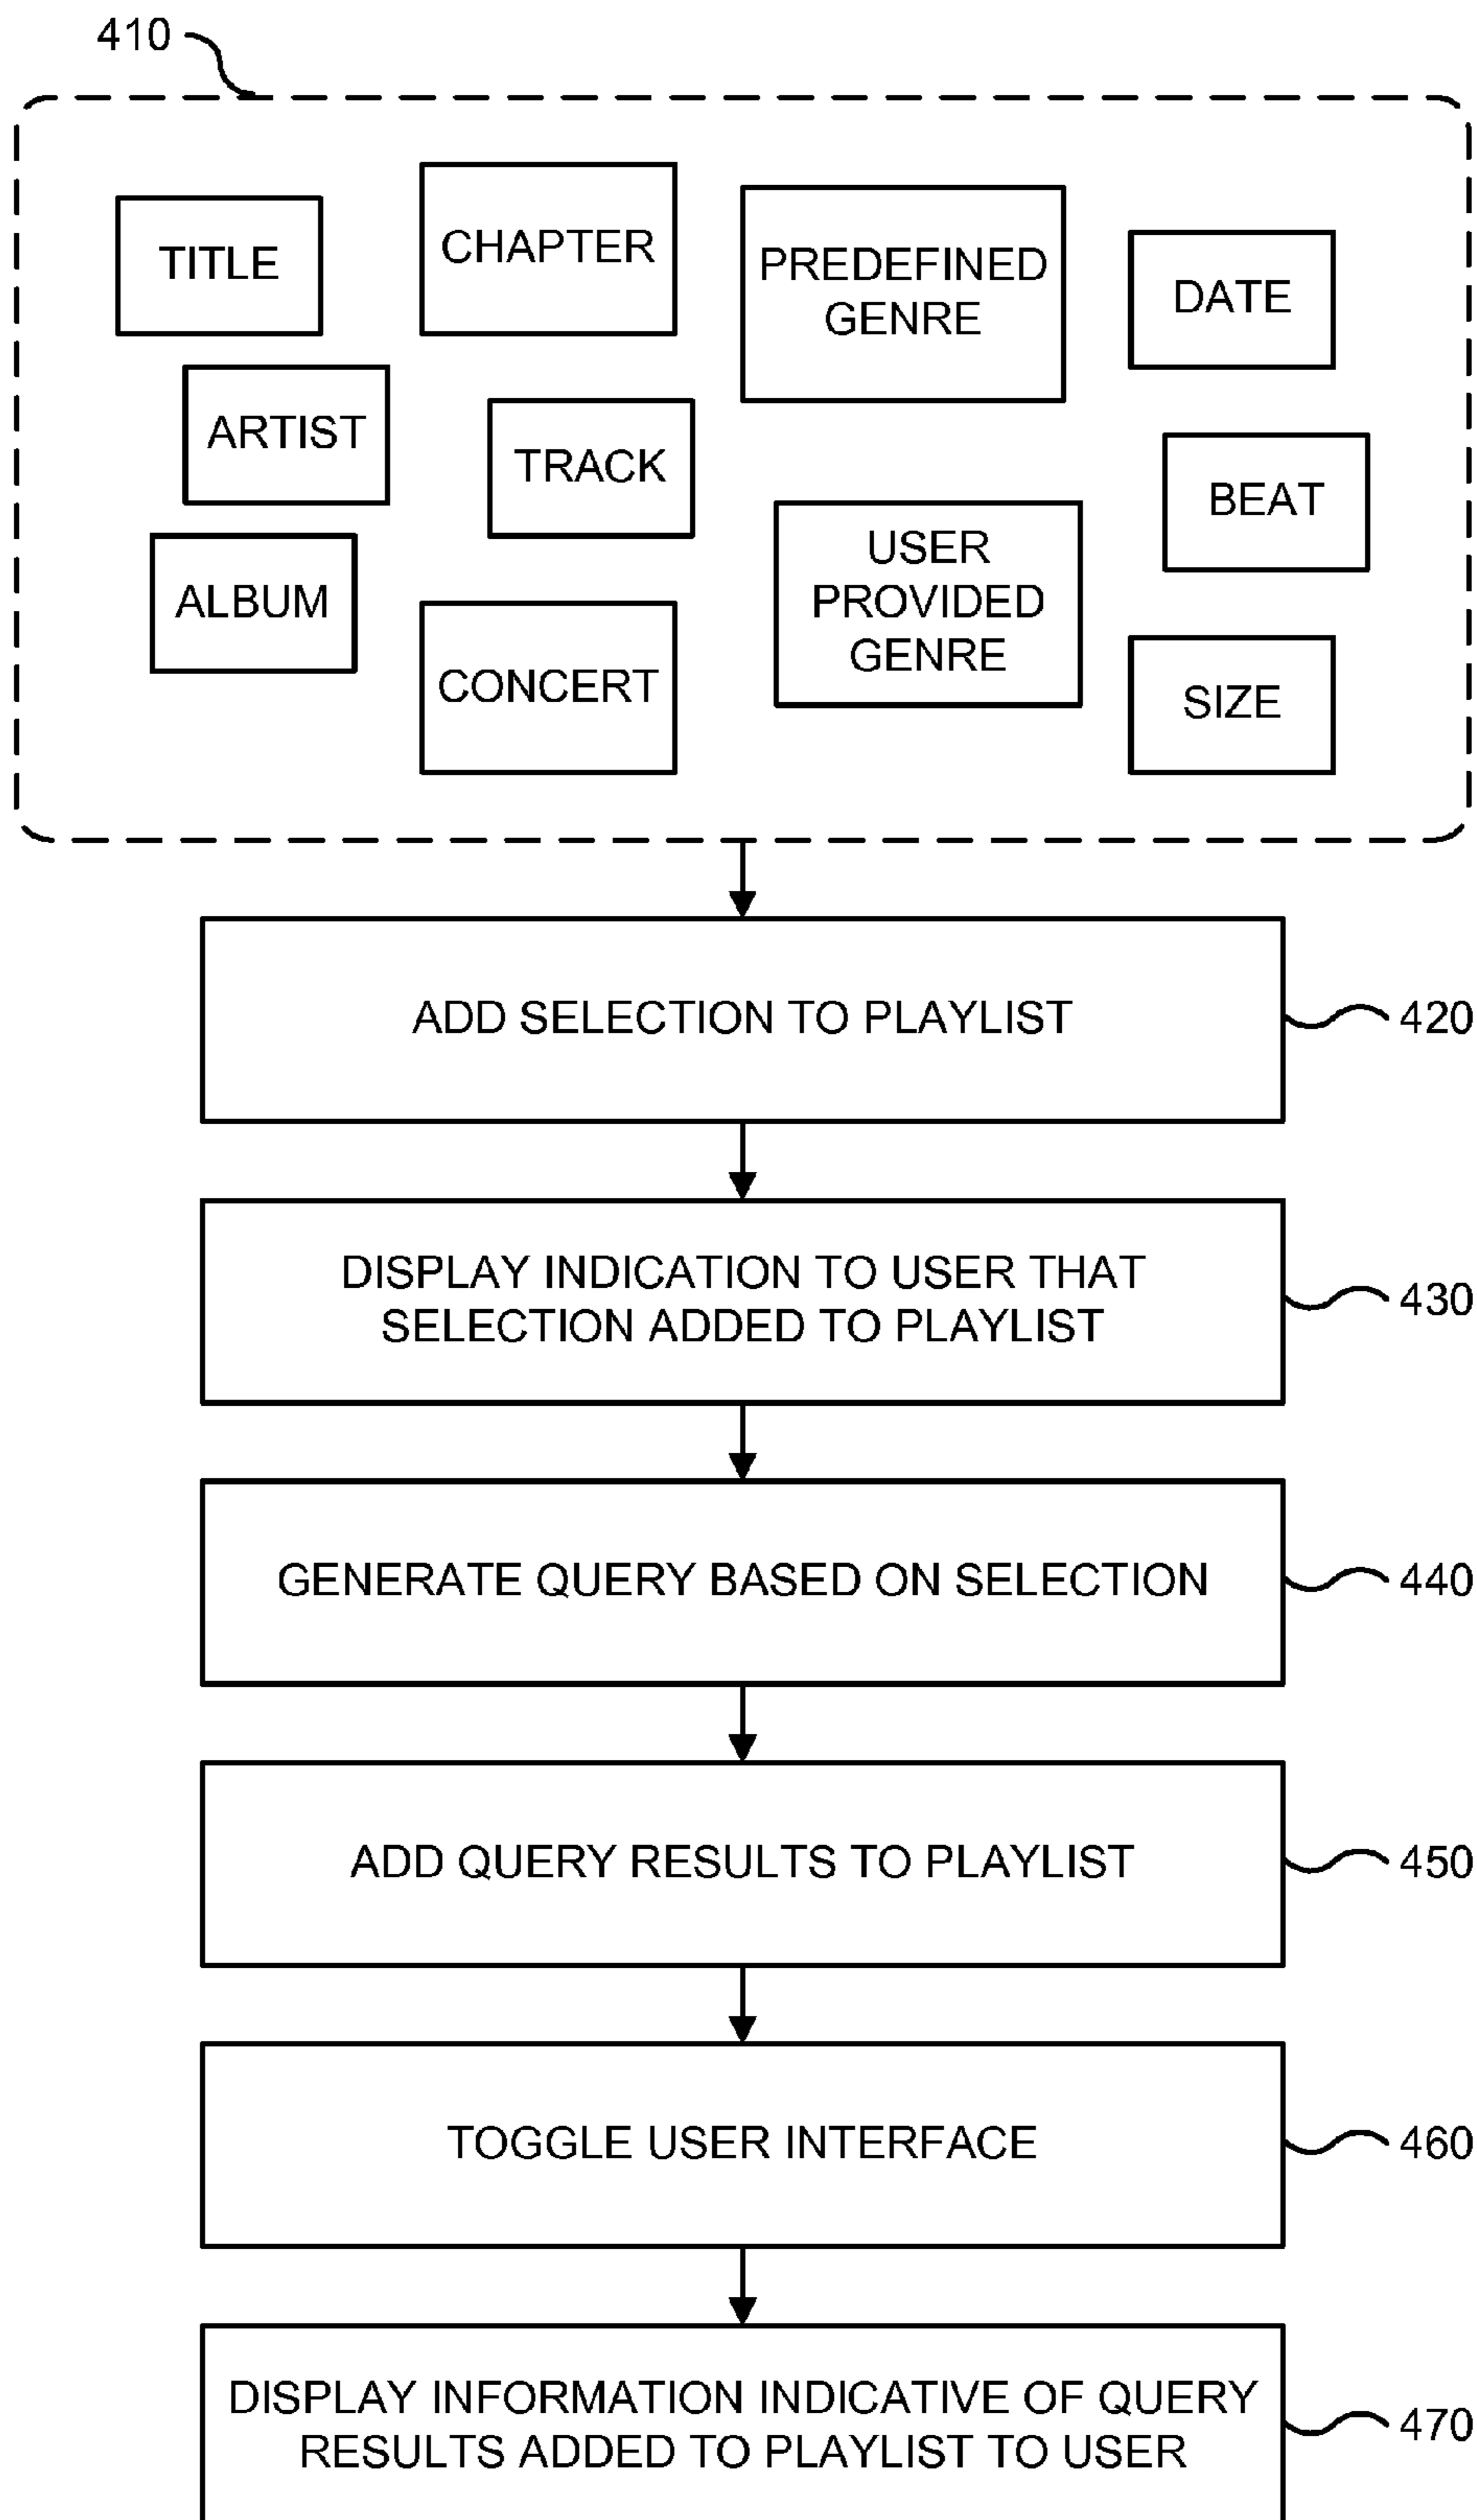 410
TITLE
CHAPTER
PREDEFINED
GENRE
DATE
ARTIST
TRACK
BEAT
ALBUM
CONCERT
USER
PROVIDED
GENRE
SIZE
ADD SELECTION TO PLAYLIST
420
DISPLAY INDICATION TO USER THAT
SELECTION ADDED TO PLAYLIST
430
GENERATE QUERY BASED ON SELECTION
440
ADD QUERY RESULTS TO PLAYLIST
450
TOGGLE USER INTERFACE
460
DISPLAY INFORMATION INDICATIVE OF QUERY
RESULTS ADDED TO PLAYLIST TO USER
470